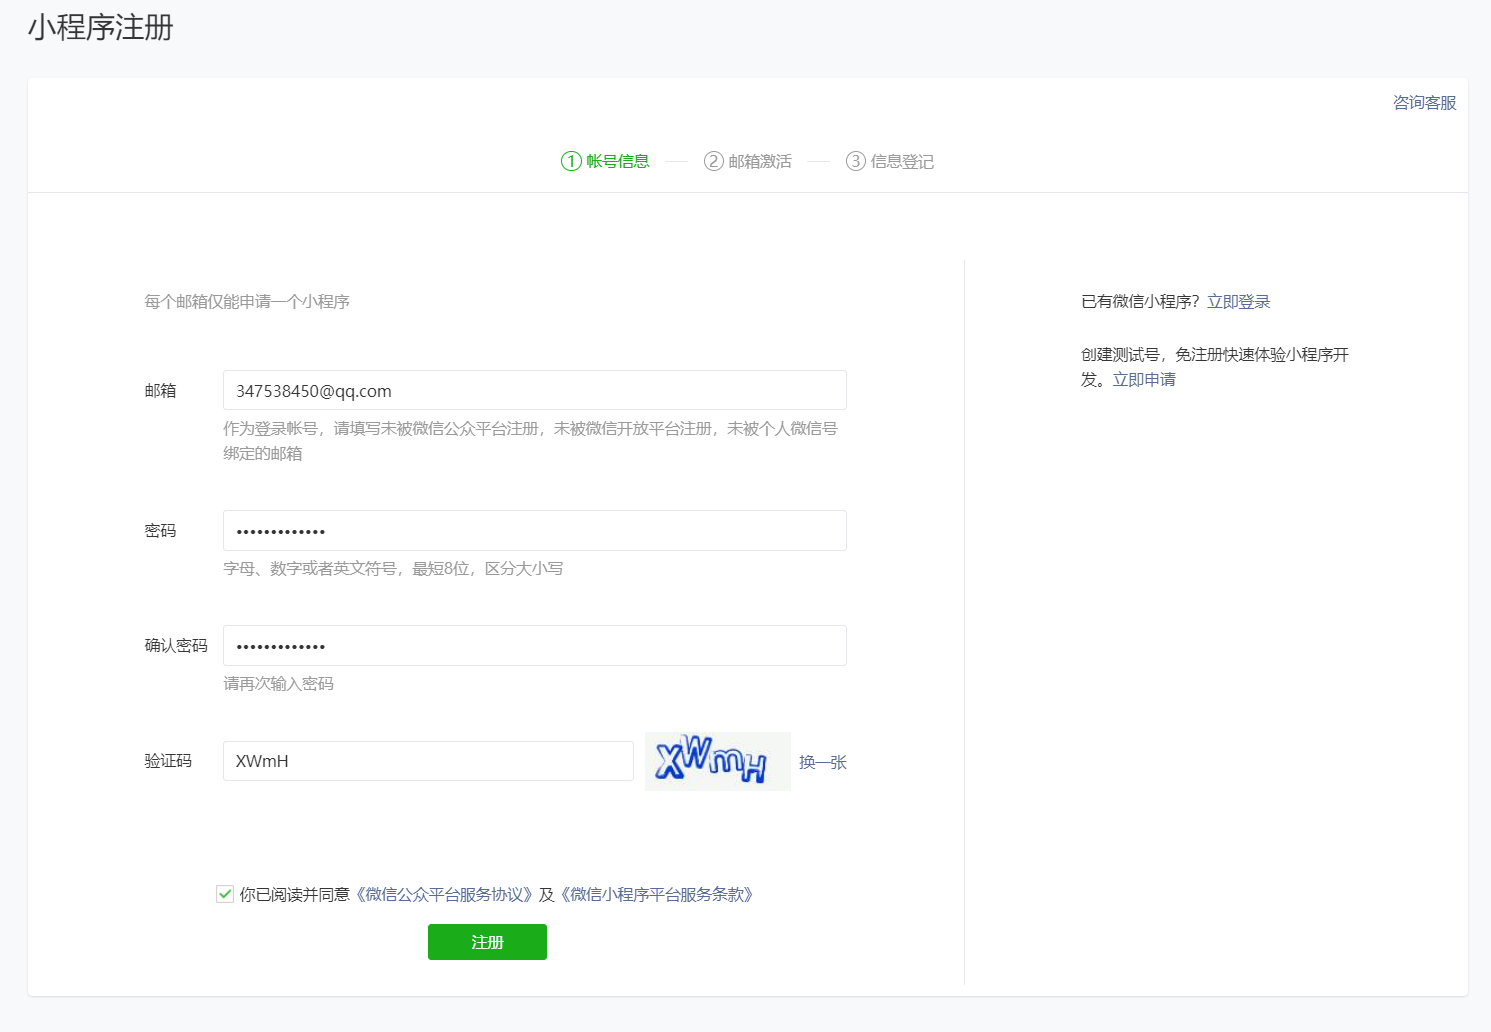 小程序注册
咨询客服
1 帐号信息 2 邮箱激活 3 信息登记
每个邮箱仅能申请一个小程序
邮箱 347538450@qq.com
作为登录帐号，请填写未被微信公众平台注册，未被微信开放平台注册，未被个人微信号
绑定的邮箱
密码 •••••••••••••
字母、数字或者英文符号，最短8位，区分大小写
确认密码 •••••••••••••
请再次输入密码
验证码 XWmH XWmH 换一张
你已阅读并同意《微信公众平台服务协议》及《微信小程序平台服务条款》
注册
已有微信小程序？立即登录
创建测试号，免注册快速体验小程序开
发。立即申请